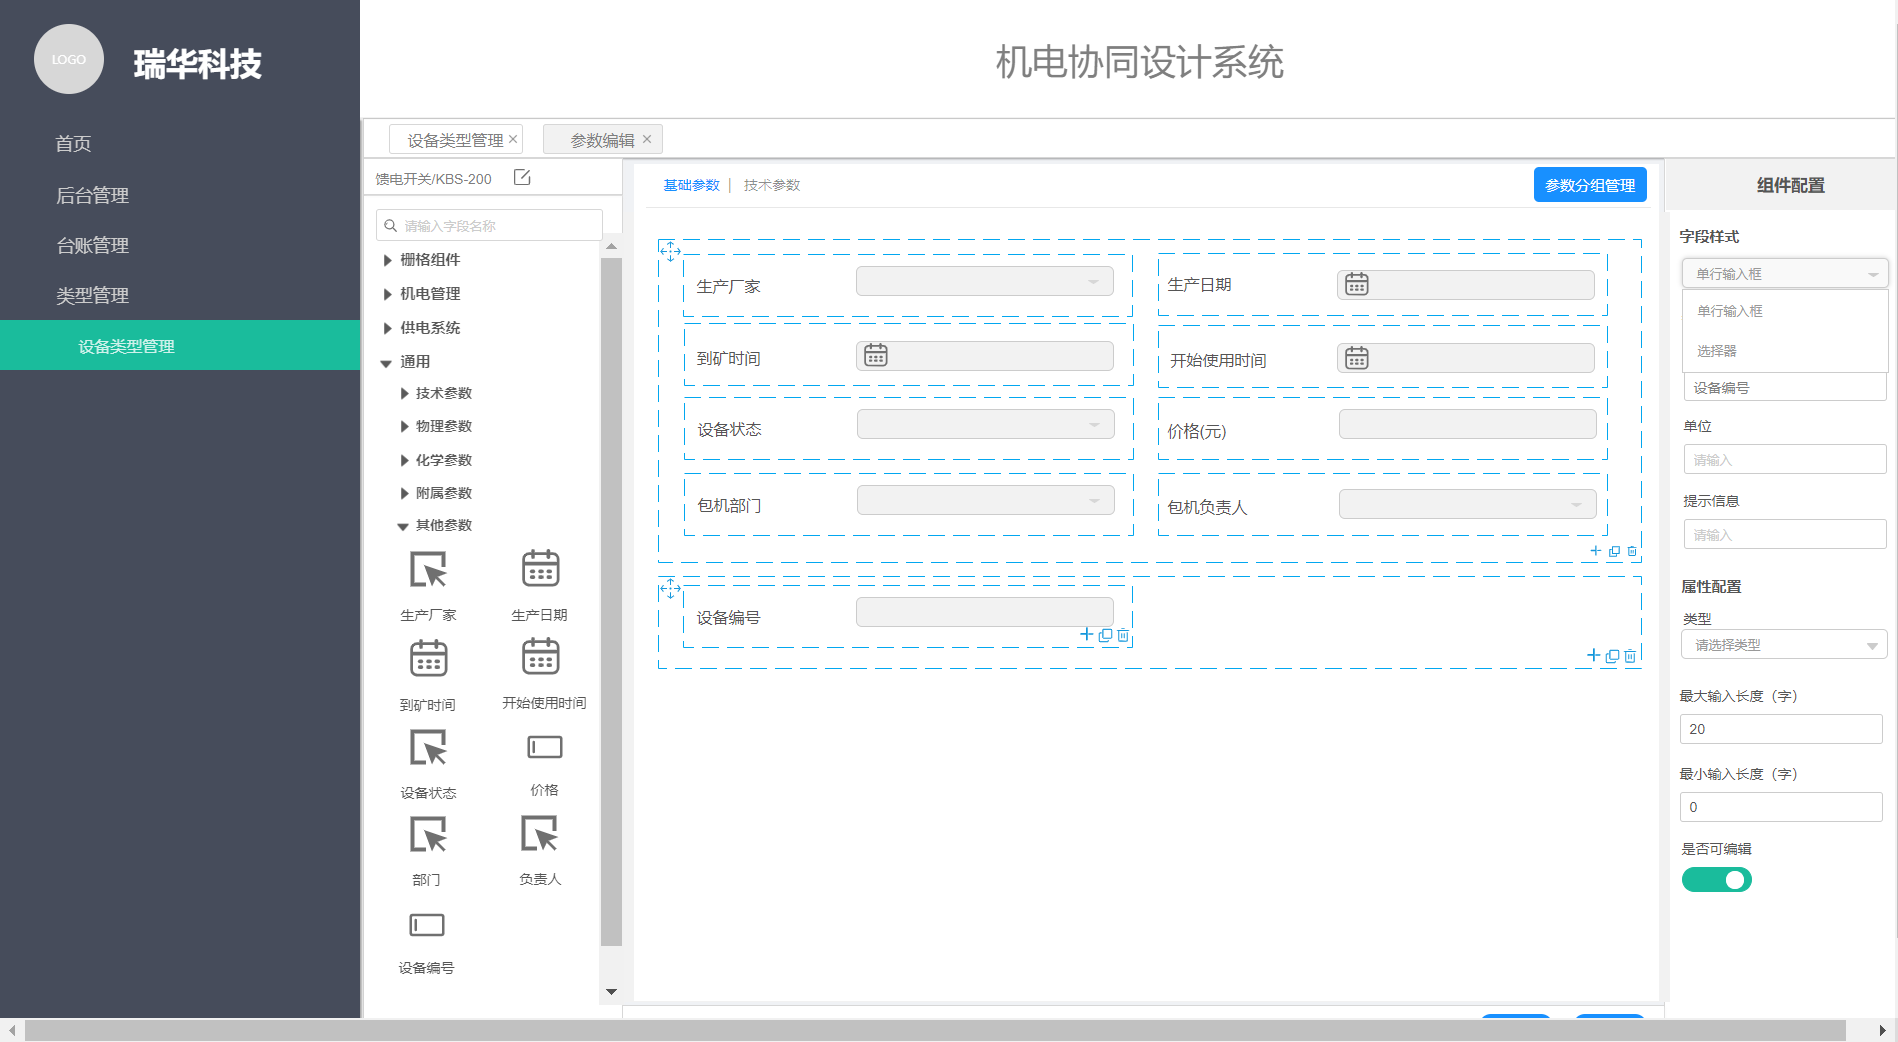 LOGO
瑞华科技
机电协同设计系统
首页
后台管理
台账管理
类型管理
设备类型管理
设备类型管理
参数编辑
馈电开关/KBS-200
请输入字段名称
栅格组件
机电管理
供电系统
通用
技术参数
物理参数
化学参数
附属参数
其他参数
生产厂家
生产日期
到矿时间
开始使用时间
设备状态
价格
部门
负责人
设备编号
基础参数
技术参数
参数分组管理
生产厂家
生产日期
到矿时间
开始使用时间
设备状态
价格(元)
包机部门
包机负责人
设备编号
组件配置
字段样式
单行输入框
单行输入框
选择器
设备编号
单位
请输入
提示信息
请输入
属性配置
类型
请选择类型
最大输入长度（字）
20
最小输入长度（字）
0
是否可编辑